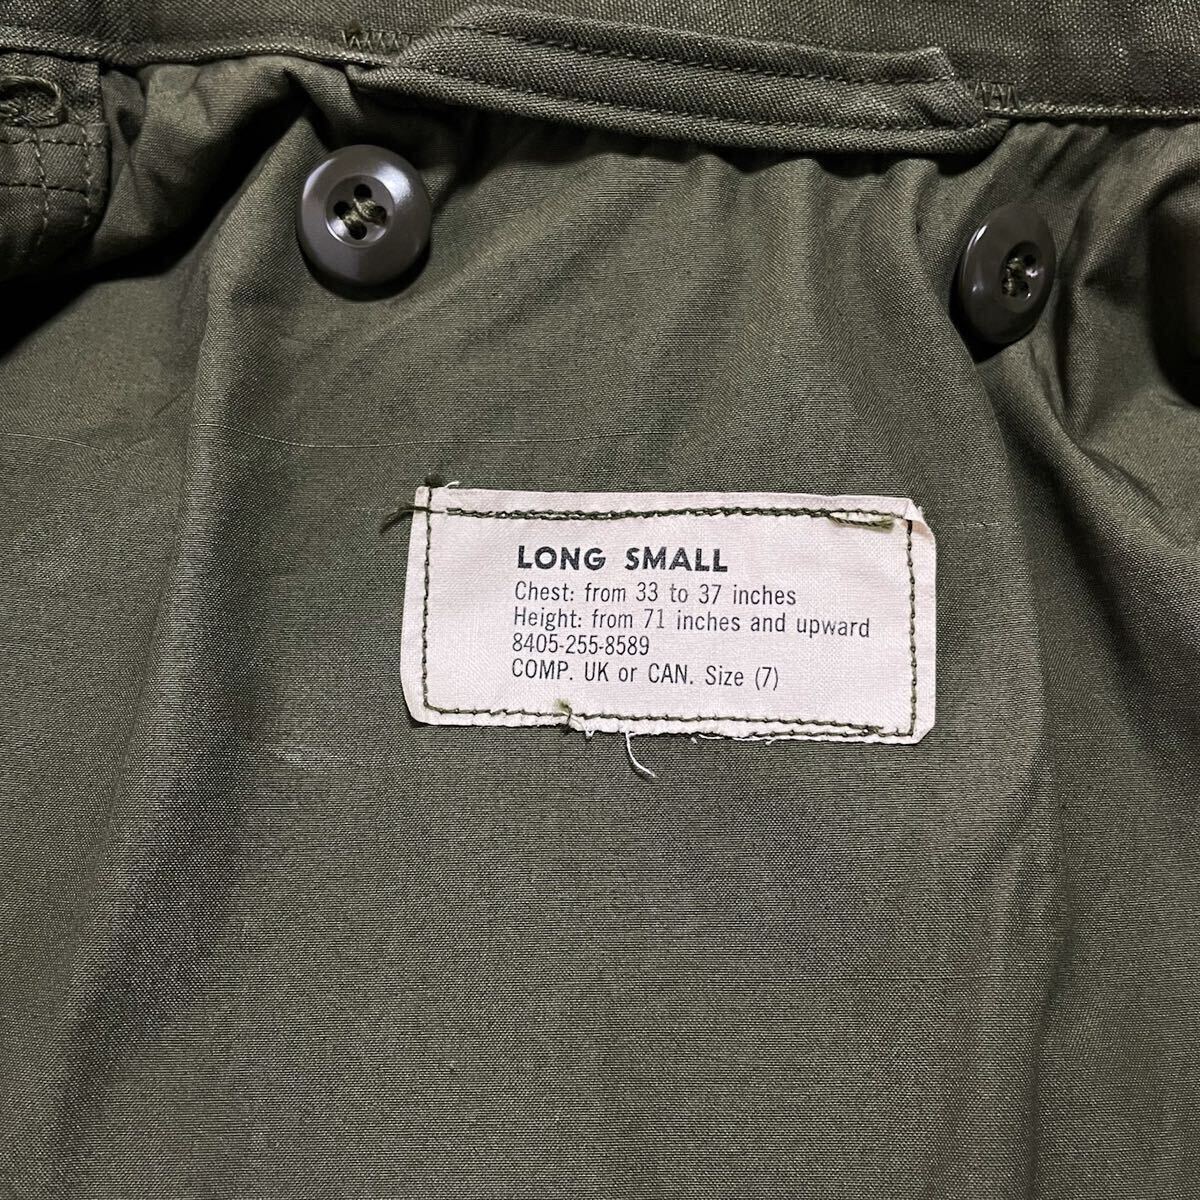 LONG SMALL
Chest: from 33 to 37 inches
Height: from 71 inches and upward
8405-255-8589
COMP. UK or CAN. Size (7)